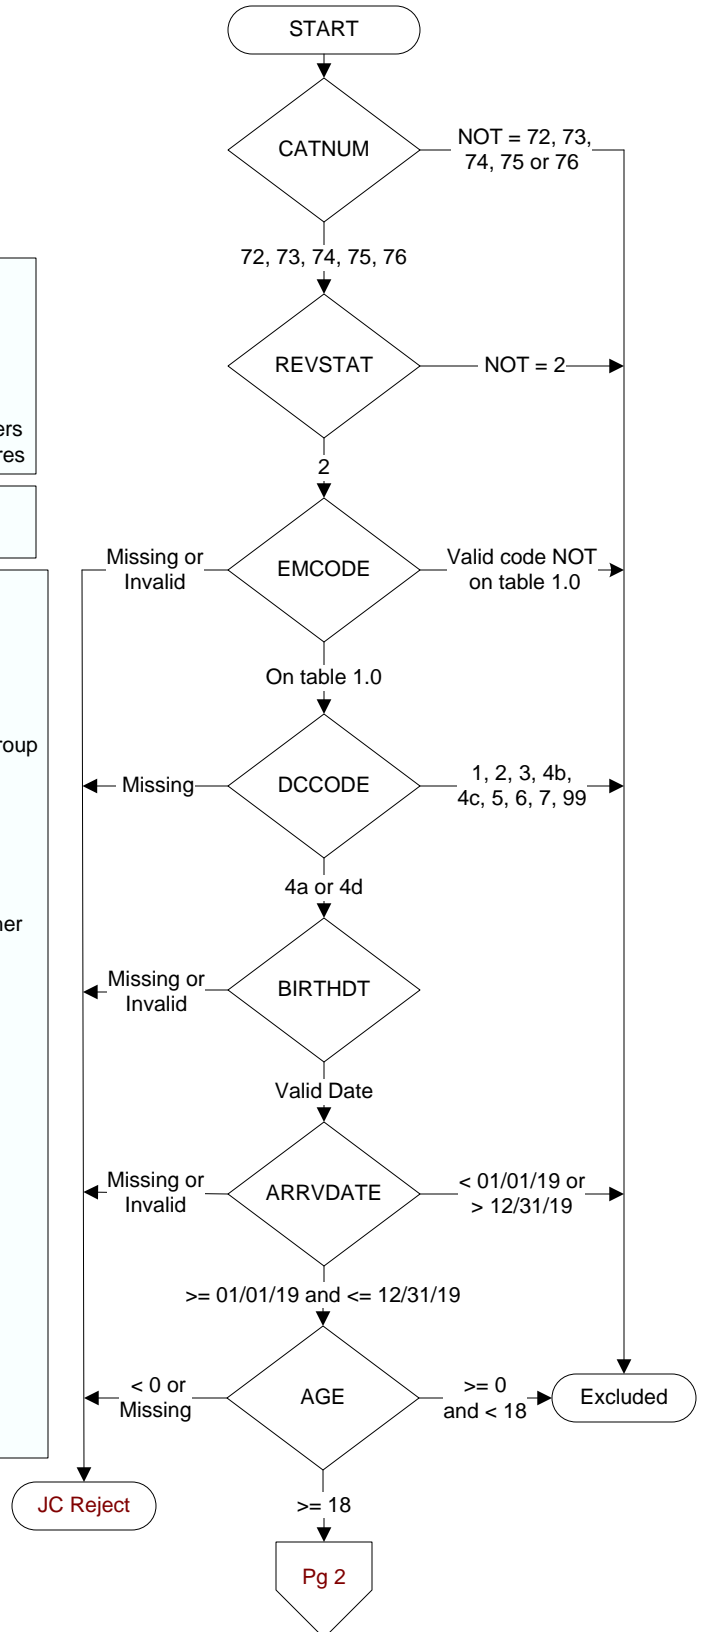 START
CATNUM
NOT = 72, 73,
74, 75 or 76
72, 73, 74, 75, 76
REVSTAT
NOT = 2
ers
res
2
Missing or
Invalid
EMCODE
Valid code NOT
on table 1.0
On table 1.0
roup
Missing
DCCODE
1, 2, 3, 4b,
4c, 5, 6, 7, 99
4a or 4d
ner
Missing or
Invalid
BIRTHDT
Valid Date
Missing or
Invalid
ARRVDATE
< 01/01/19 or
> 12/31/19
>= 01/01/19 and <= 12/31/19
< 0 or
Missing
AGE
>= 0
and < 18
Excluded
JC Reject
>= 18
Pg 2